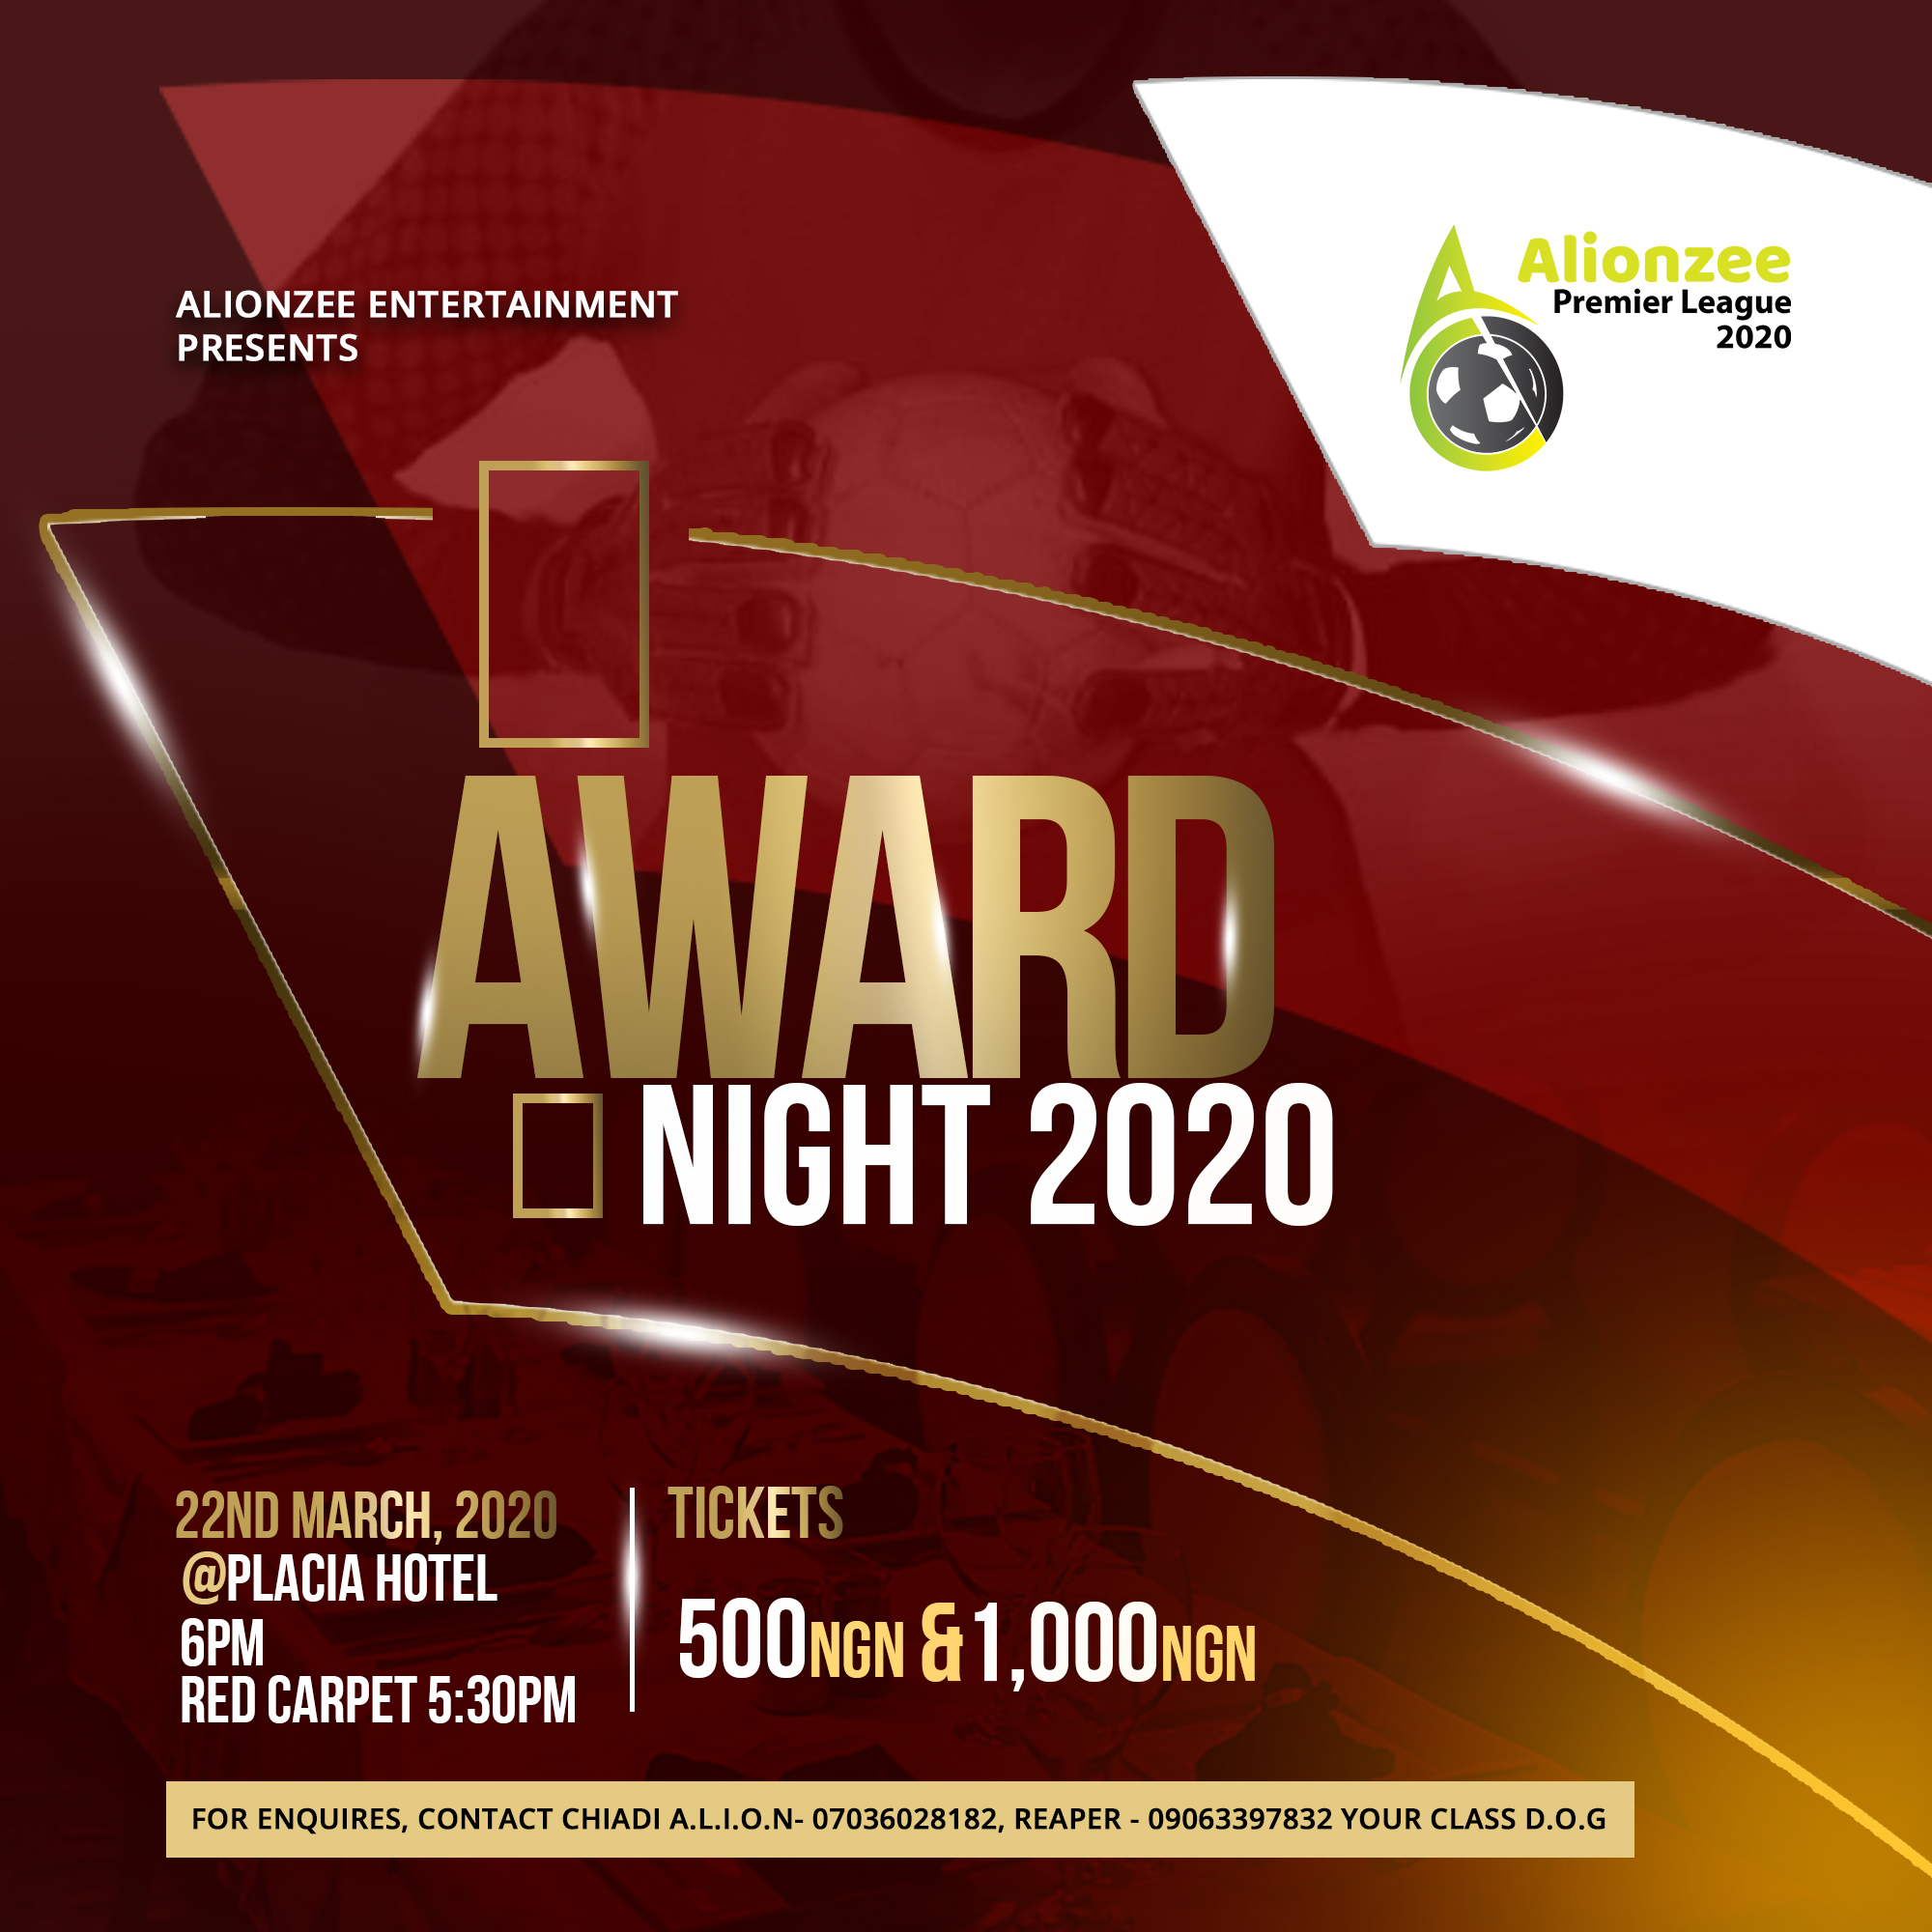 ALIONZEE ENTERTAINMENT
PRESENTS
Alionzee
Premier League
2020
AWARD
NIGHT 2020
22ND MARCH, 2020
@PLACIA HOTEL
6PM
RED CARPET 5:30PM
TICKETS
500NGN &1,000NGN
FOR ENQUIRES, CONTACT CHIADI A.L.I.O.N- 07036028182, REAPER - 09063397832 YOUR CLASS D.O.G